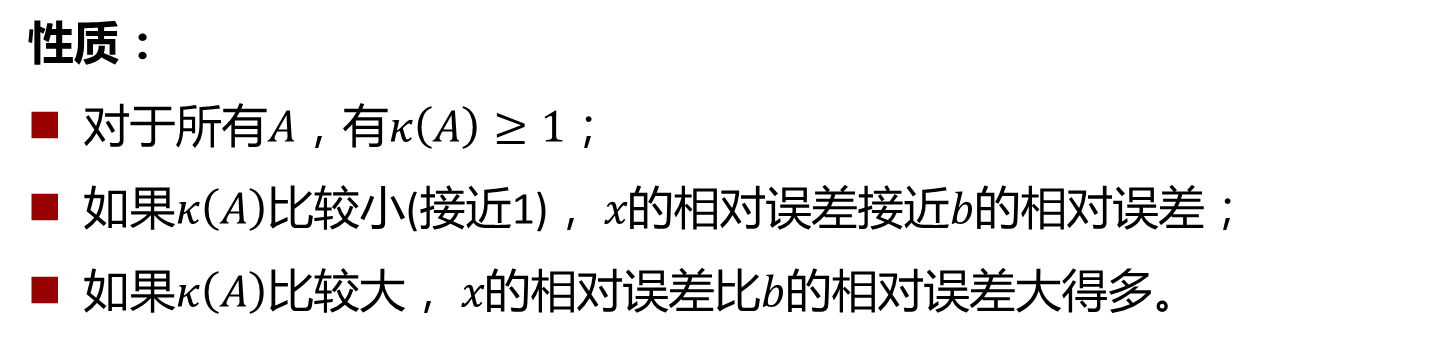 性质：
■ 对于所有A，有κ(A) ≥ 1；
■ 如果κ(A)比较小(接近1)， x的相对误差接近b的相对误差；
■ 如果κ(A)比较大， x的相对误差比b的相对误差大得多。